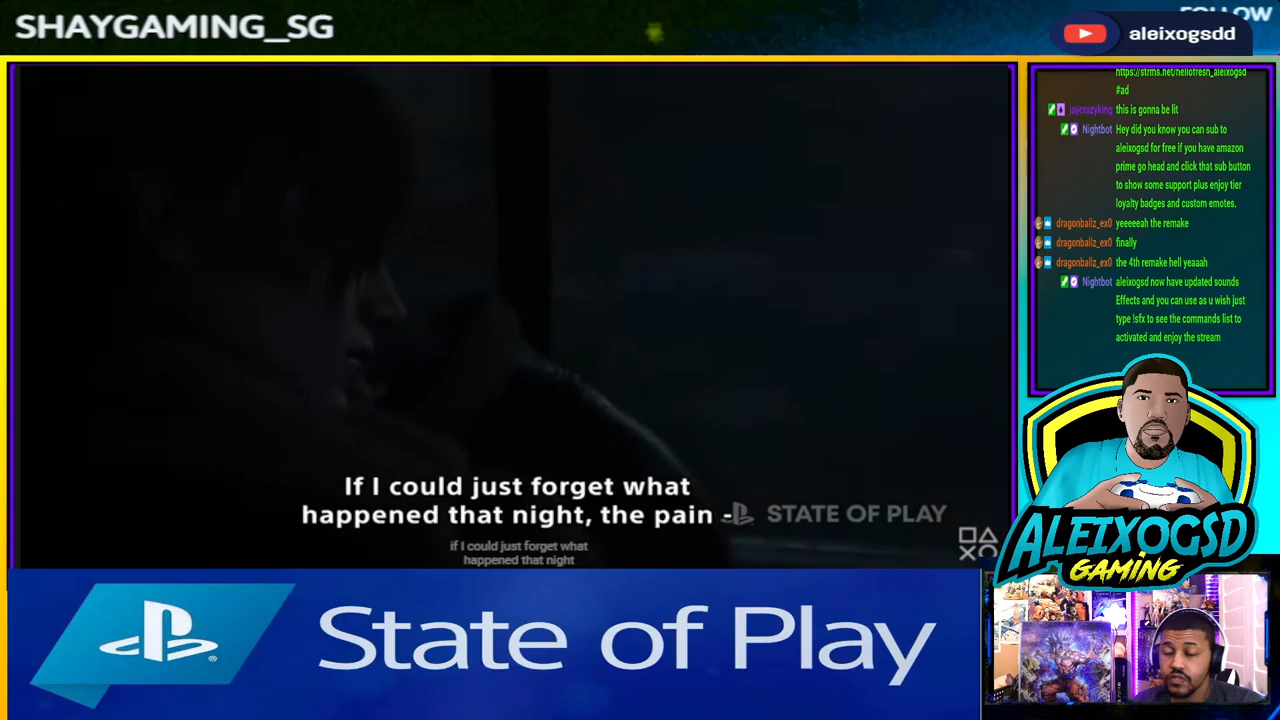 SHAYGAMING_SG
FOLLOW
aleixogsdd
https://strms.net/hellofresh_aleixogsd
#ad
jaycrazyking this is gonna be lit
Nightbot Hey did you know you can sub to
aleixogsd for free if you have amazon
prime go head and click that sub button
to show some support plus enjoy tier
loyalty badges and custom emotes.
dragonballz_ex0 yeeeeeah the remake
dragonballz_ex0 finally
dragonballz_ex0 the 4th remake hell yeaaah
Nightbot aleixogsd now have updated sounds
Effects and you can use as u wish just
type !sfx to see the commands list to
activated and enjoy the stream
If I could just forget what
happened that night, the pain -
STATE OF PLAY
if I could just forget what
happened that night
ALEIXOGSD
GAMING
State of Play